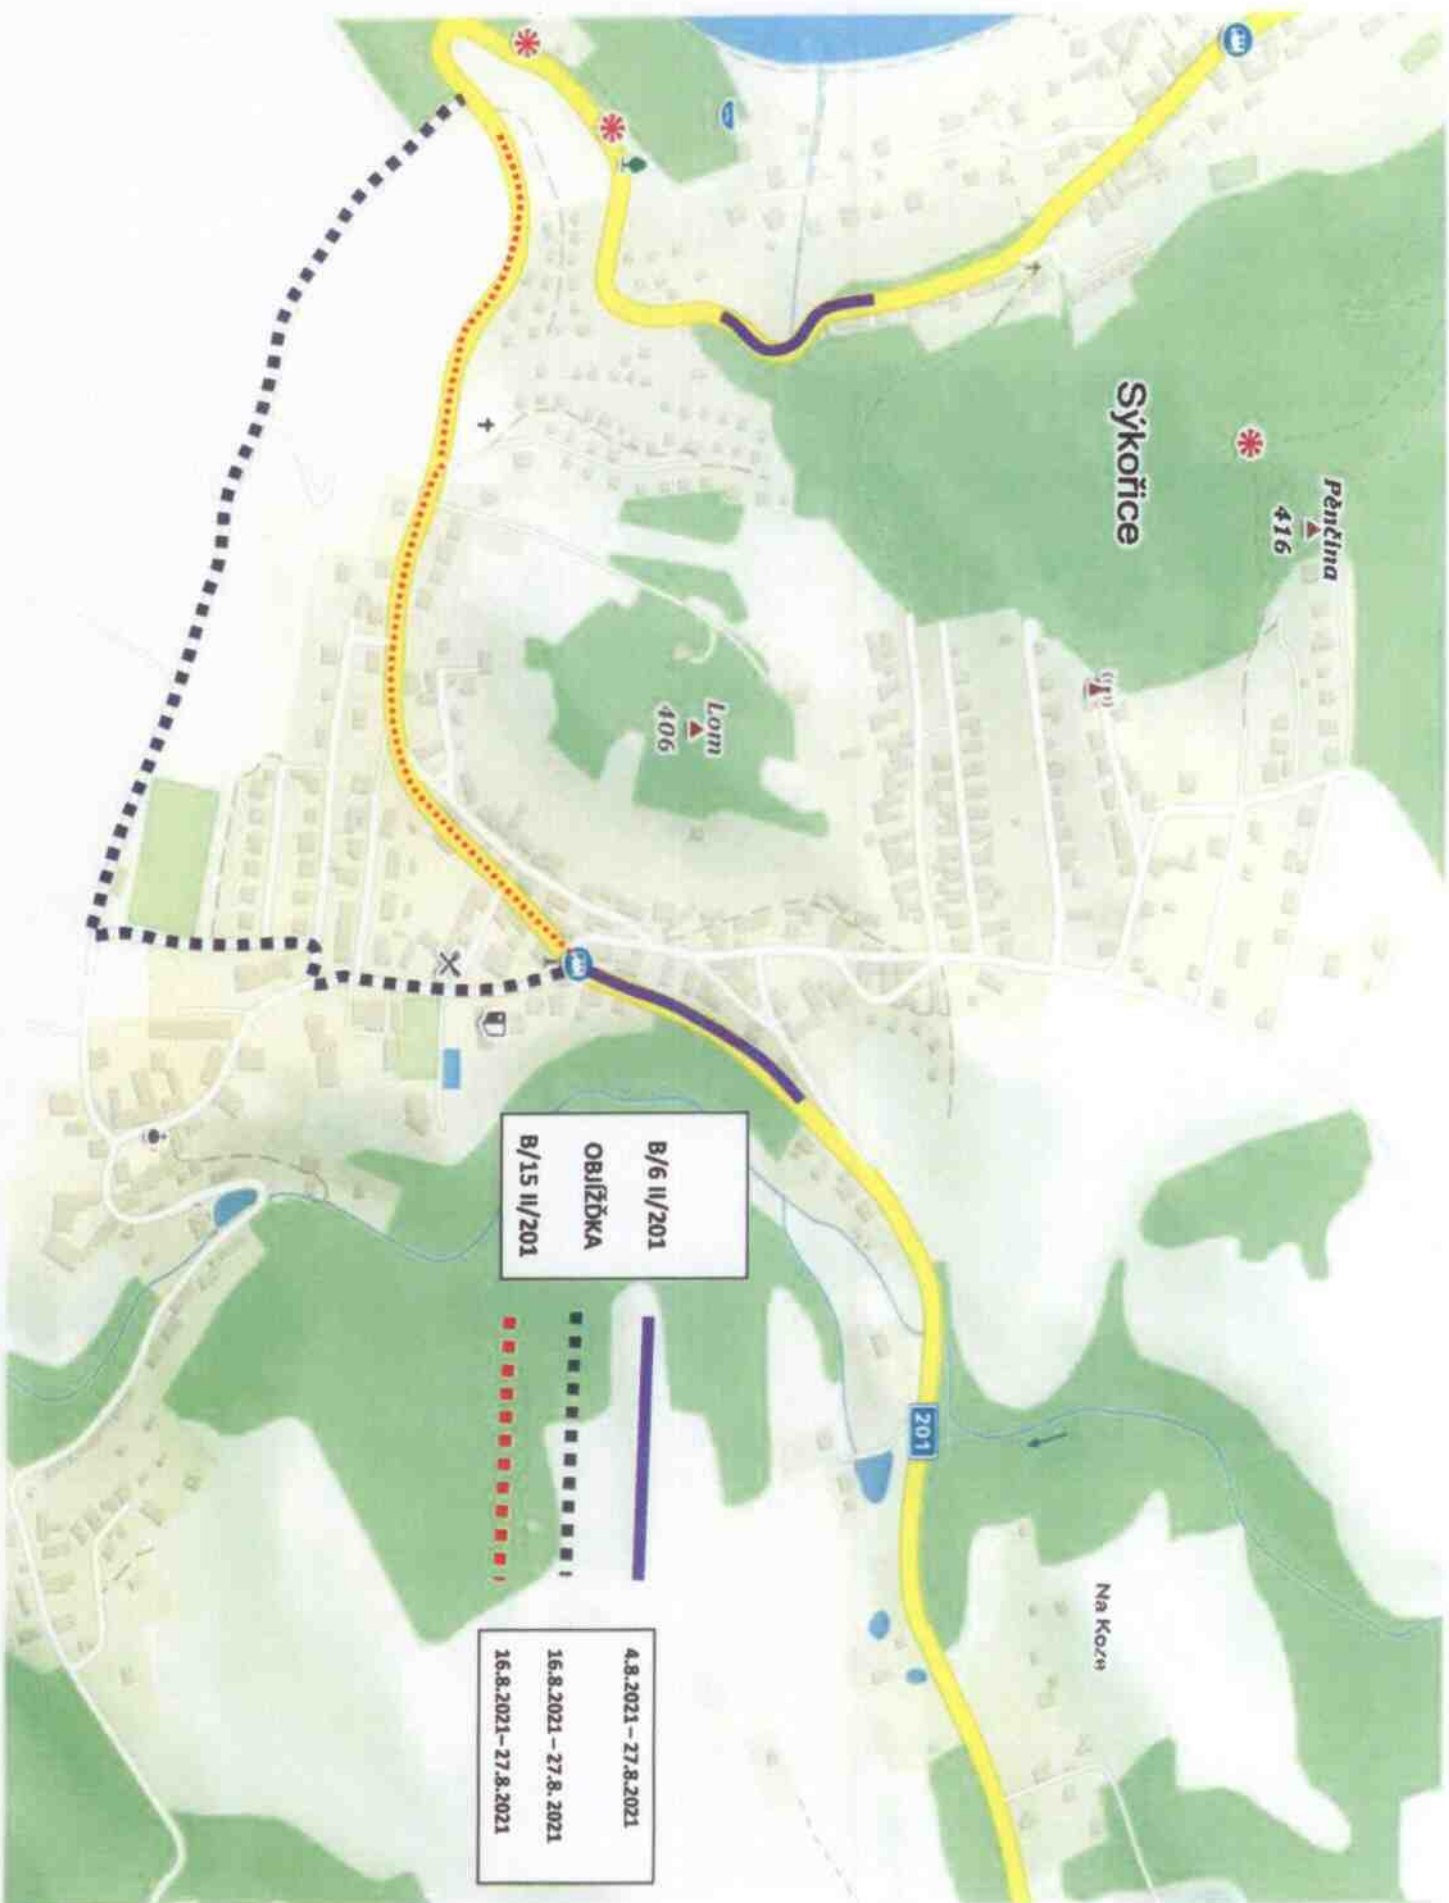 Sýkořice
Pěnčina
416
Lom
406
201
Na Koze
B/6 II/201
OBJÍŽĎKA
B/15 II/201
4.8.2021 – 27.8.2021
16.8.2021 – 27.8. 2021
16.8.2021– 27.8.2021